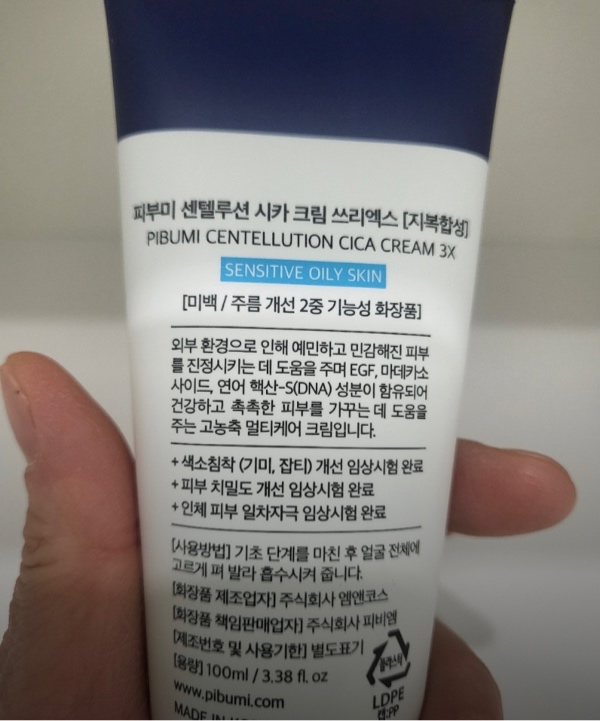 피부미 센텔루션 시카 크림 쓰리엑스 [지복합성]
PIBUMI CENTELLUTION CICA CREAM 3X
SENSITIVE OILY SKIN
[미백 / 주름 개선 2중 기능성 화장품]
외부 환경으로 인해 예민하고 민감해진 피부
를 진정시키는 데 도움을 주며 EGF, 마데카소
사이드, 연어 핵산-S(DNA) 성분이 함유되어
건강하고 촉촉한 피부를 가꾸는 데 도움을
주는 고농축 멀티케어 크림입니다.
+ 색소침착 (기미, 잡티) 개선 임상시험 완료
+ 피부 치밀도 개선 임상시험 완료
+ 인체 피부 일차자극 임상시험 완료
[사용방법] 기초 단계를 마친 후 얼굴 전체에
고르게 펴 발라 흡수시켜 줍니다.
[화장품 제조업자] 주식회사 엠앤코스
[화장품 책임판매업자] 주식회사 피비엠
[제조번호 및 사용기한] 별도표기
[용량] 100ml / 3.38 fl. oz
www.pibumi.com
MADE IN
플라스틱
LDPE
캡:PP